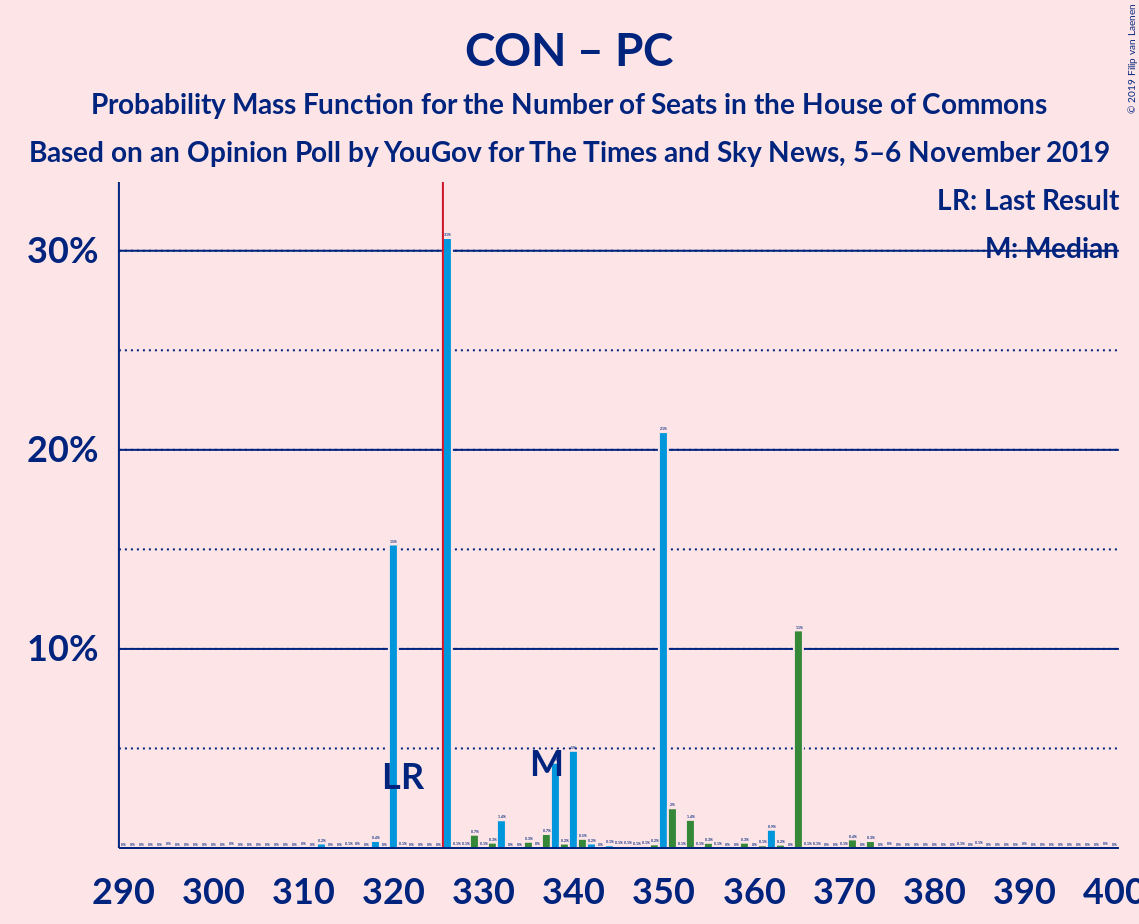 CON – PC
Probability Mass Function for the Number of Seats in the House of Commons
Based on an Opinion Poll by YouGov for The Times and Sky News, 5–6 November 2019
© 2019 Filip van Laenen
LR: Last Result
M: Median
30%
20%
10%
LR
M
290 300 310 320 330 340 350 360 370 380 390 400